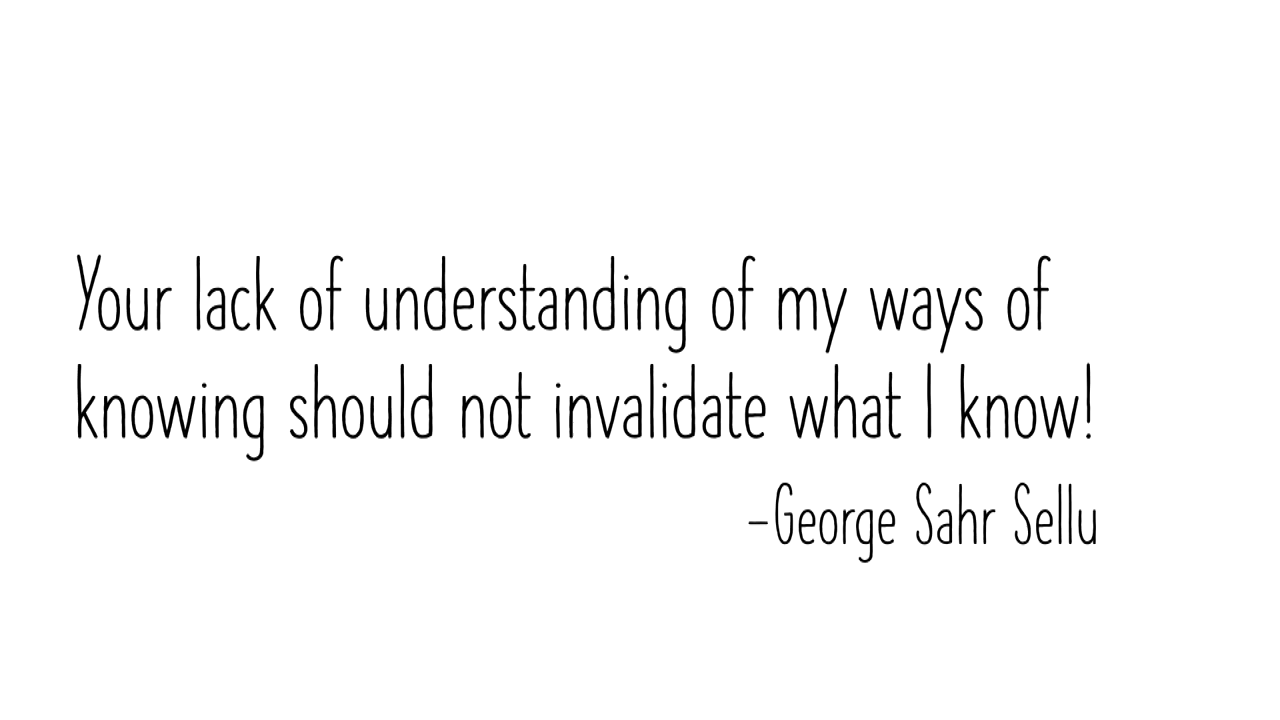 Your lack of understanding of my ways of
knowing should not invalidate what I know!
-George Sahr Sellu